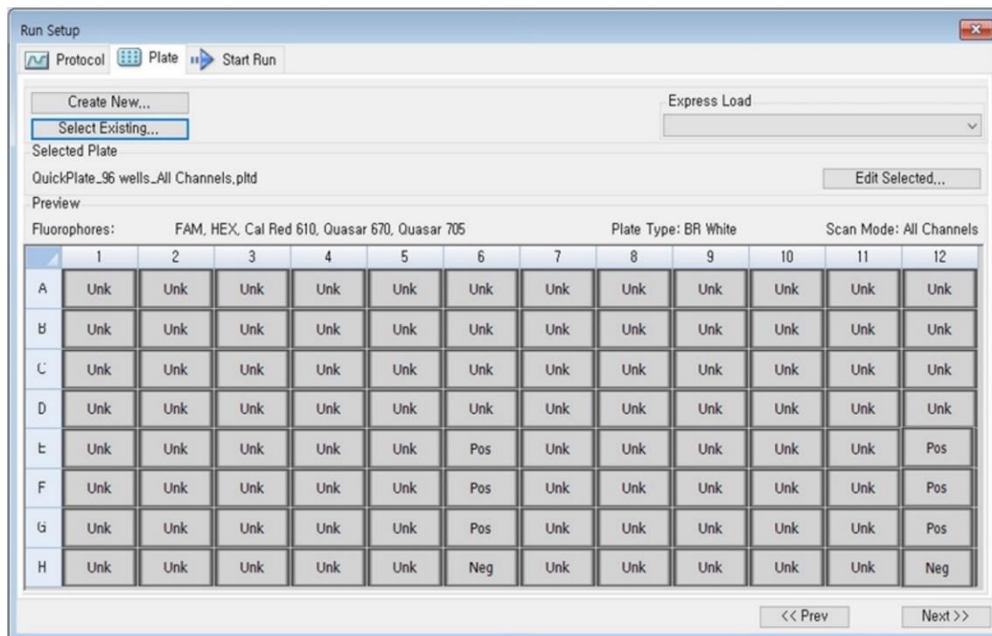 Run Setup
Protocol Plate Start Run
Create New...
Express Load
Select Existing...
Selected Plate
QuickPlate_96 wells_All Channels.pltd Edit Selected...
Preview
Fluorophores: FAM, HEX, Cal Red 610, Quasar 670, Quasar 705 Plate Type: BR White Scan Mode: All Channels
1 2 3 4 5 6 7 8 9 10 11 12
A Unk Unk Unk Unk Unk Unk Unk Unk Unk Unk Unk Unk
B Unk Unk Unk Unk Unk Unk Unk Unk Unk Unk Unk Unk
C Unk Unk Unk Unk Unk Unk Unk Unk Unk Unk Unk Unk
D Unk Unk Unk Unk Unk Unk Unk Unk Unk Unk Unk Unk
E Unk Unk Unk Unk Unk Pos Unk Unk Unk Unk Unk Pos
F Unk Unk Unk Unk Unk Pos Unk Unk Unk Unk Unk Pos
G Unk Unk Unk Unk Unk Pos Unk Unk Unk Unk Unk Pos
H Unk Unk Unk Unk Unk Neg Unk Unk Unk Unk Unk Neg
<< Prev Next >>